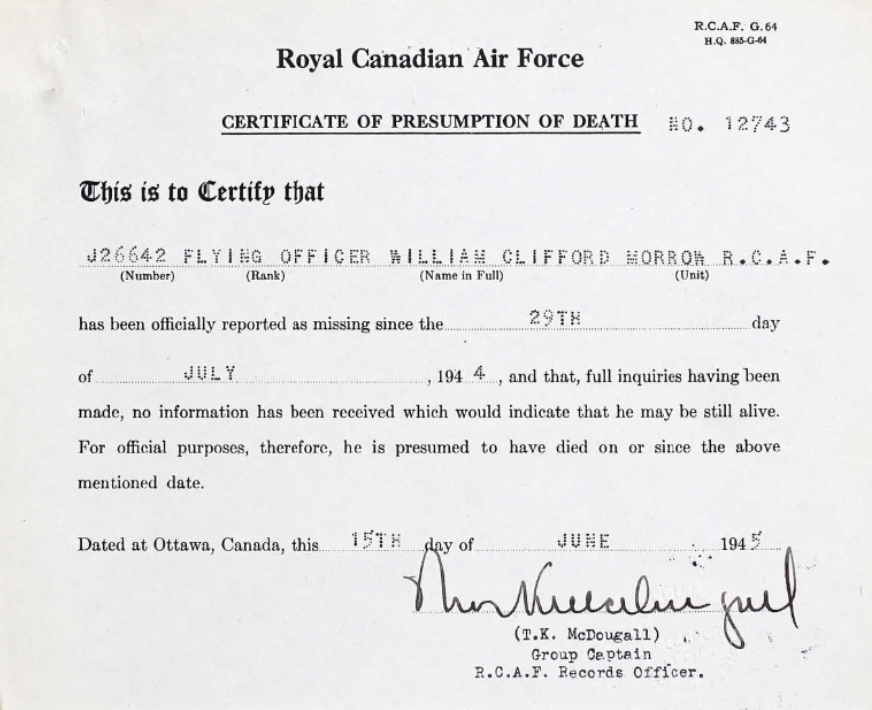 R.C.A.F. G. 64
H.Q. 885-G-64
Royal Canadian Air Force
CERTIFICATE OF PRESUMPTION OF DEATH NO. 12743
This is to Certify that
J26642 FLYING OFFICER WILLIAM CLIFFORD MORROW R.C.A.F.
(Number) (Rank) (Name in Full) (Unit)
has been officially reported as missing since the 29TH day
of JULY, 194 4, and that, full inquiries having been
made, no information has been received which would indicate that he may be still alive.
For official purposes, therefore, he is presumed to have died on or since the above
mentioned date.
Dated at Ottawa, Canada, this 15TH day of JUNE 194 5
(T.K. McDougall)
Group Captain
R.C.A.F. Records Officer.